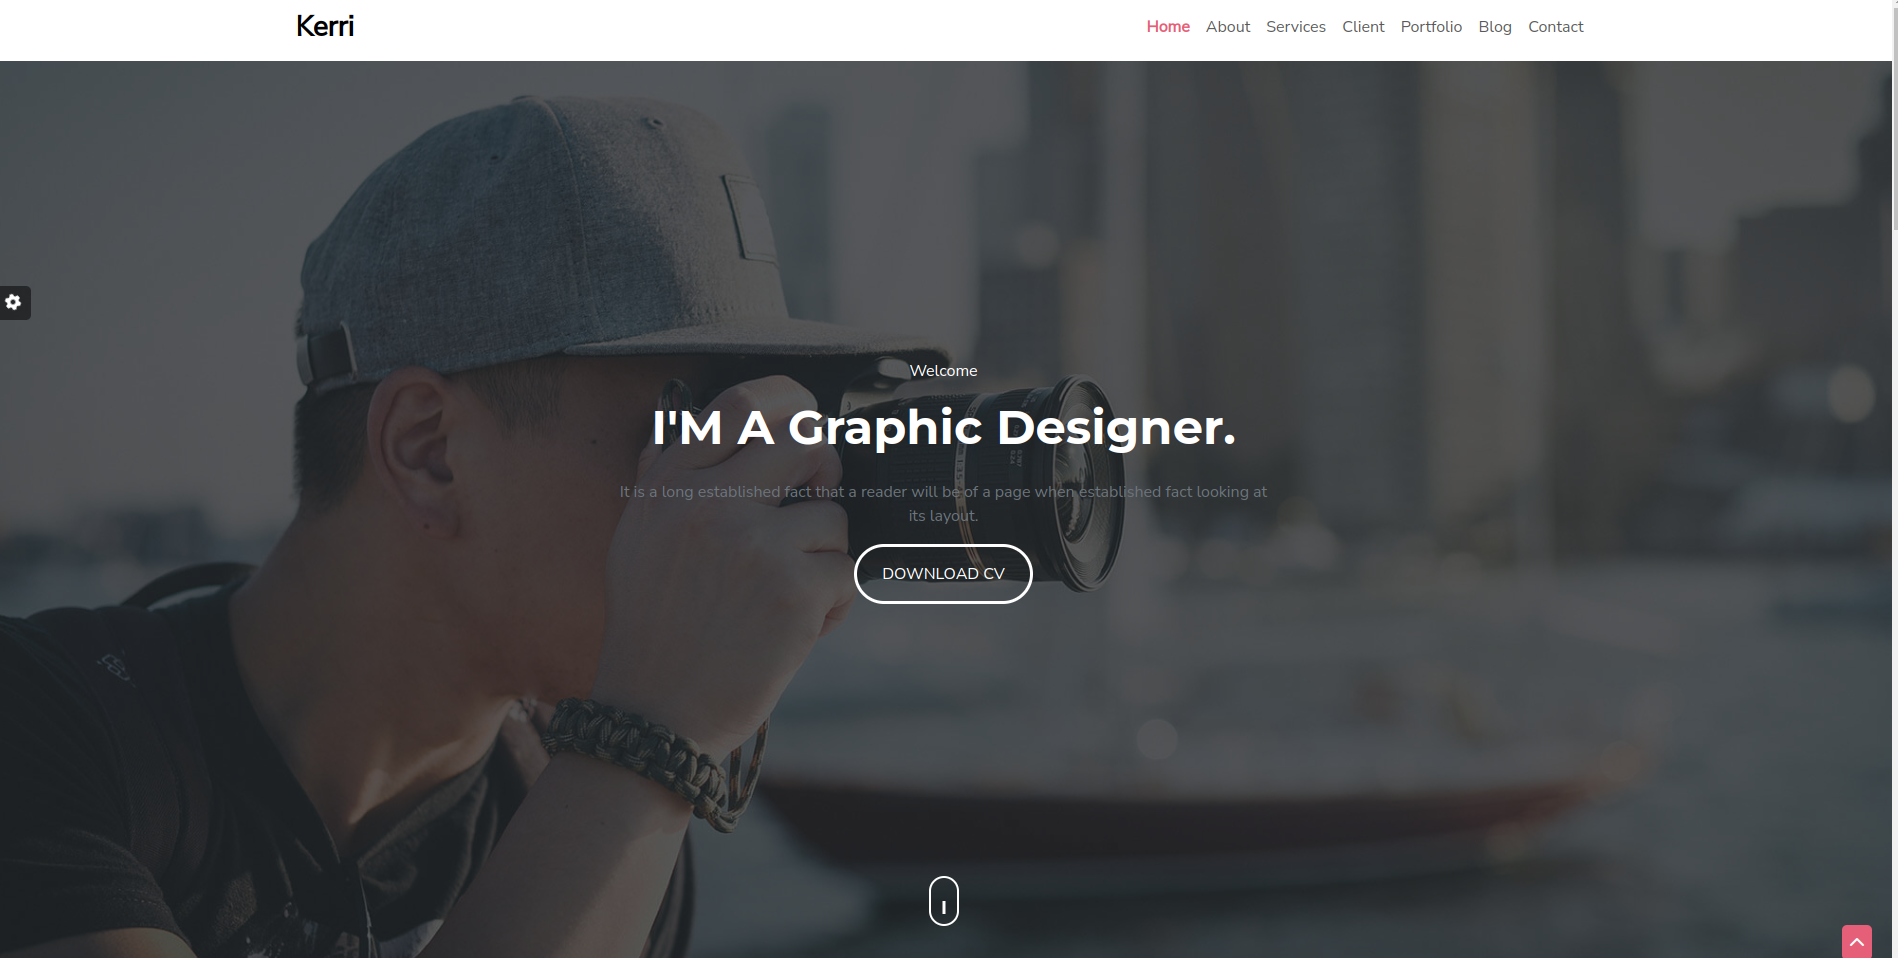 Kerri
Home About Services Client Portfolio Blog Contact
Welcome
I'M A Graphic Designer.
It is a long established fact that a reader will be of a page when established fact looking at
its layout.
DOWNLOAD CV